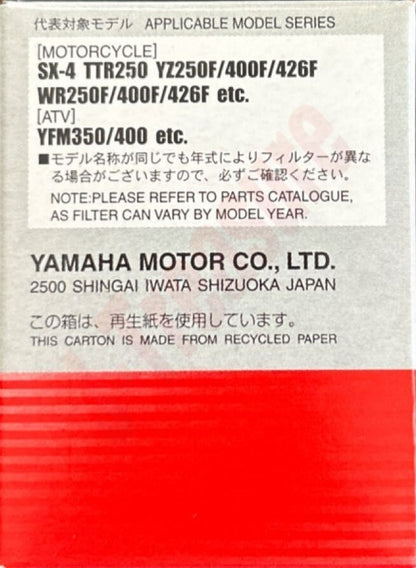 代表対象モデル APPLICABLE MODEL SERIES
[MOTORCYCLE]
SX-4 TTR250 YZ250F/400F/426F
WR250F/400F/426F etc.
[ATV]
YFM350/400 etc.
■モデル名称が同じでも年式によりフィルターが異な
る場合がございますので、必ずご確認ください。
NOTE:PLEASE REFER TO PARTS CATALOGUE,
AS FILTER CAN VARY BY MODEL YEAR.
YAMAHA MOTOR CO., LTD.
2500 SHINGAI IWATA SHIZUOKA JAPAN
この箱は、再生紙を使用しています。
THIS CARTON IS MADE FROM RECYCLED PAPER